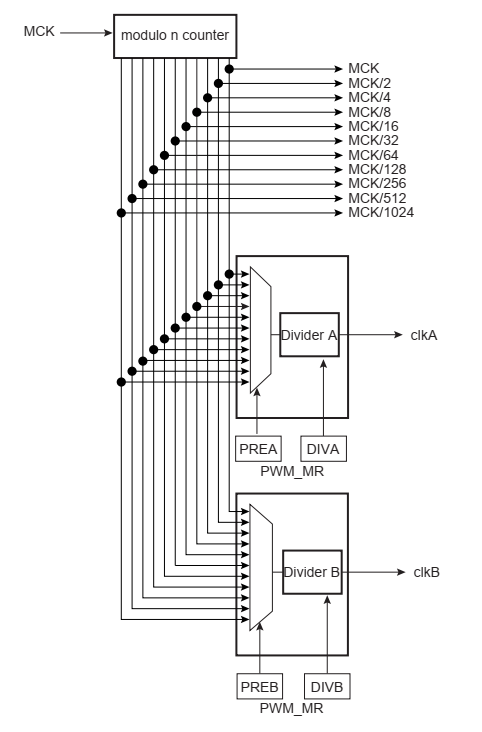 MCK
modulo n counter
MCK
MCK/2
MCK/4
MCK/8
MCK/16
MCK/32
MCK/64
MCK/128
MCK/256
MCK/512
MCK/1024
Divider A
clkA
PREA
DIVA
PWM_MR
Divider B
clkB
PREB
DIVB
PWM_MR